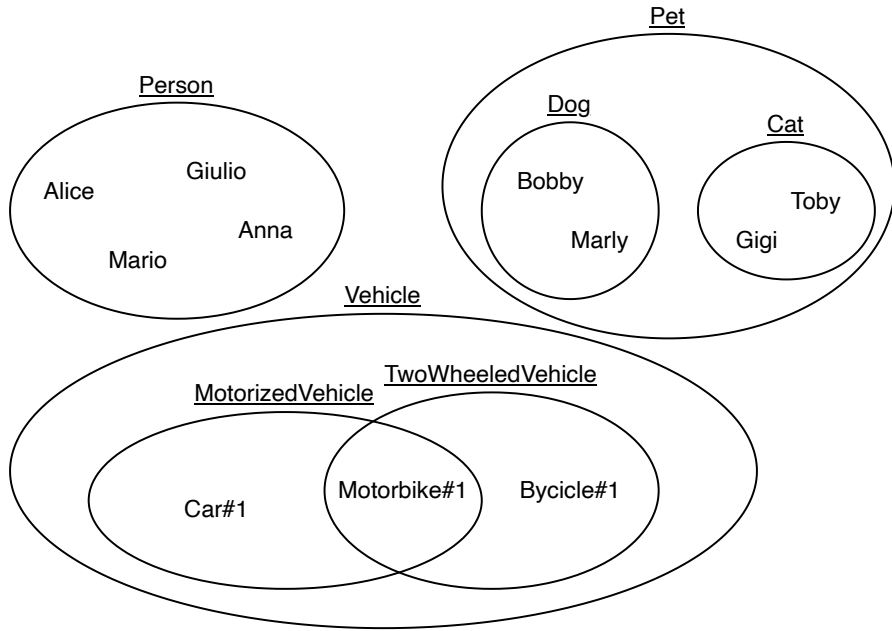 Pet
Person
Dog
Cat
Alice
Giulio
Anna
Mario
Bobby
Marly
Toby
Gigi
Vehicle
MotorizedVehicle
TwoWheeledVehicle
Car#1
Motorbike#1
Bycicle#1